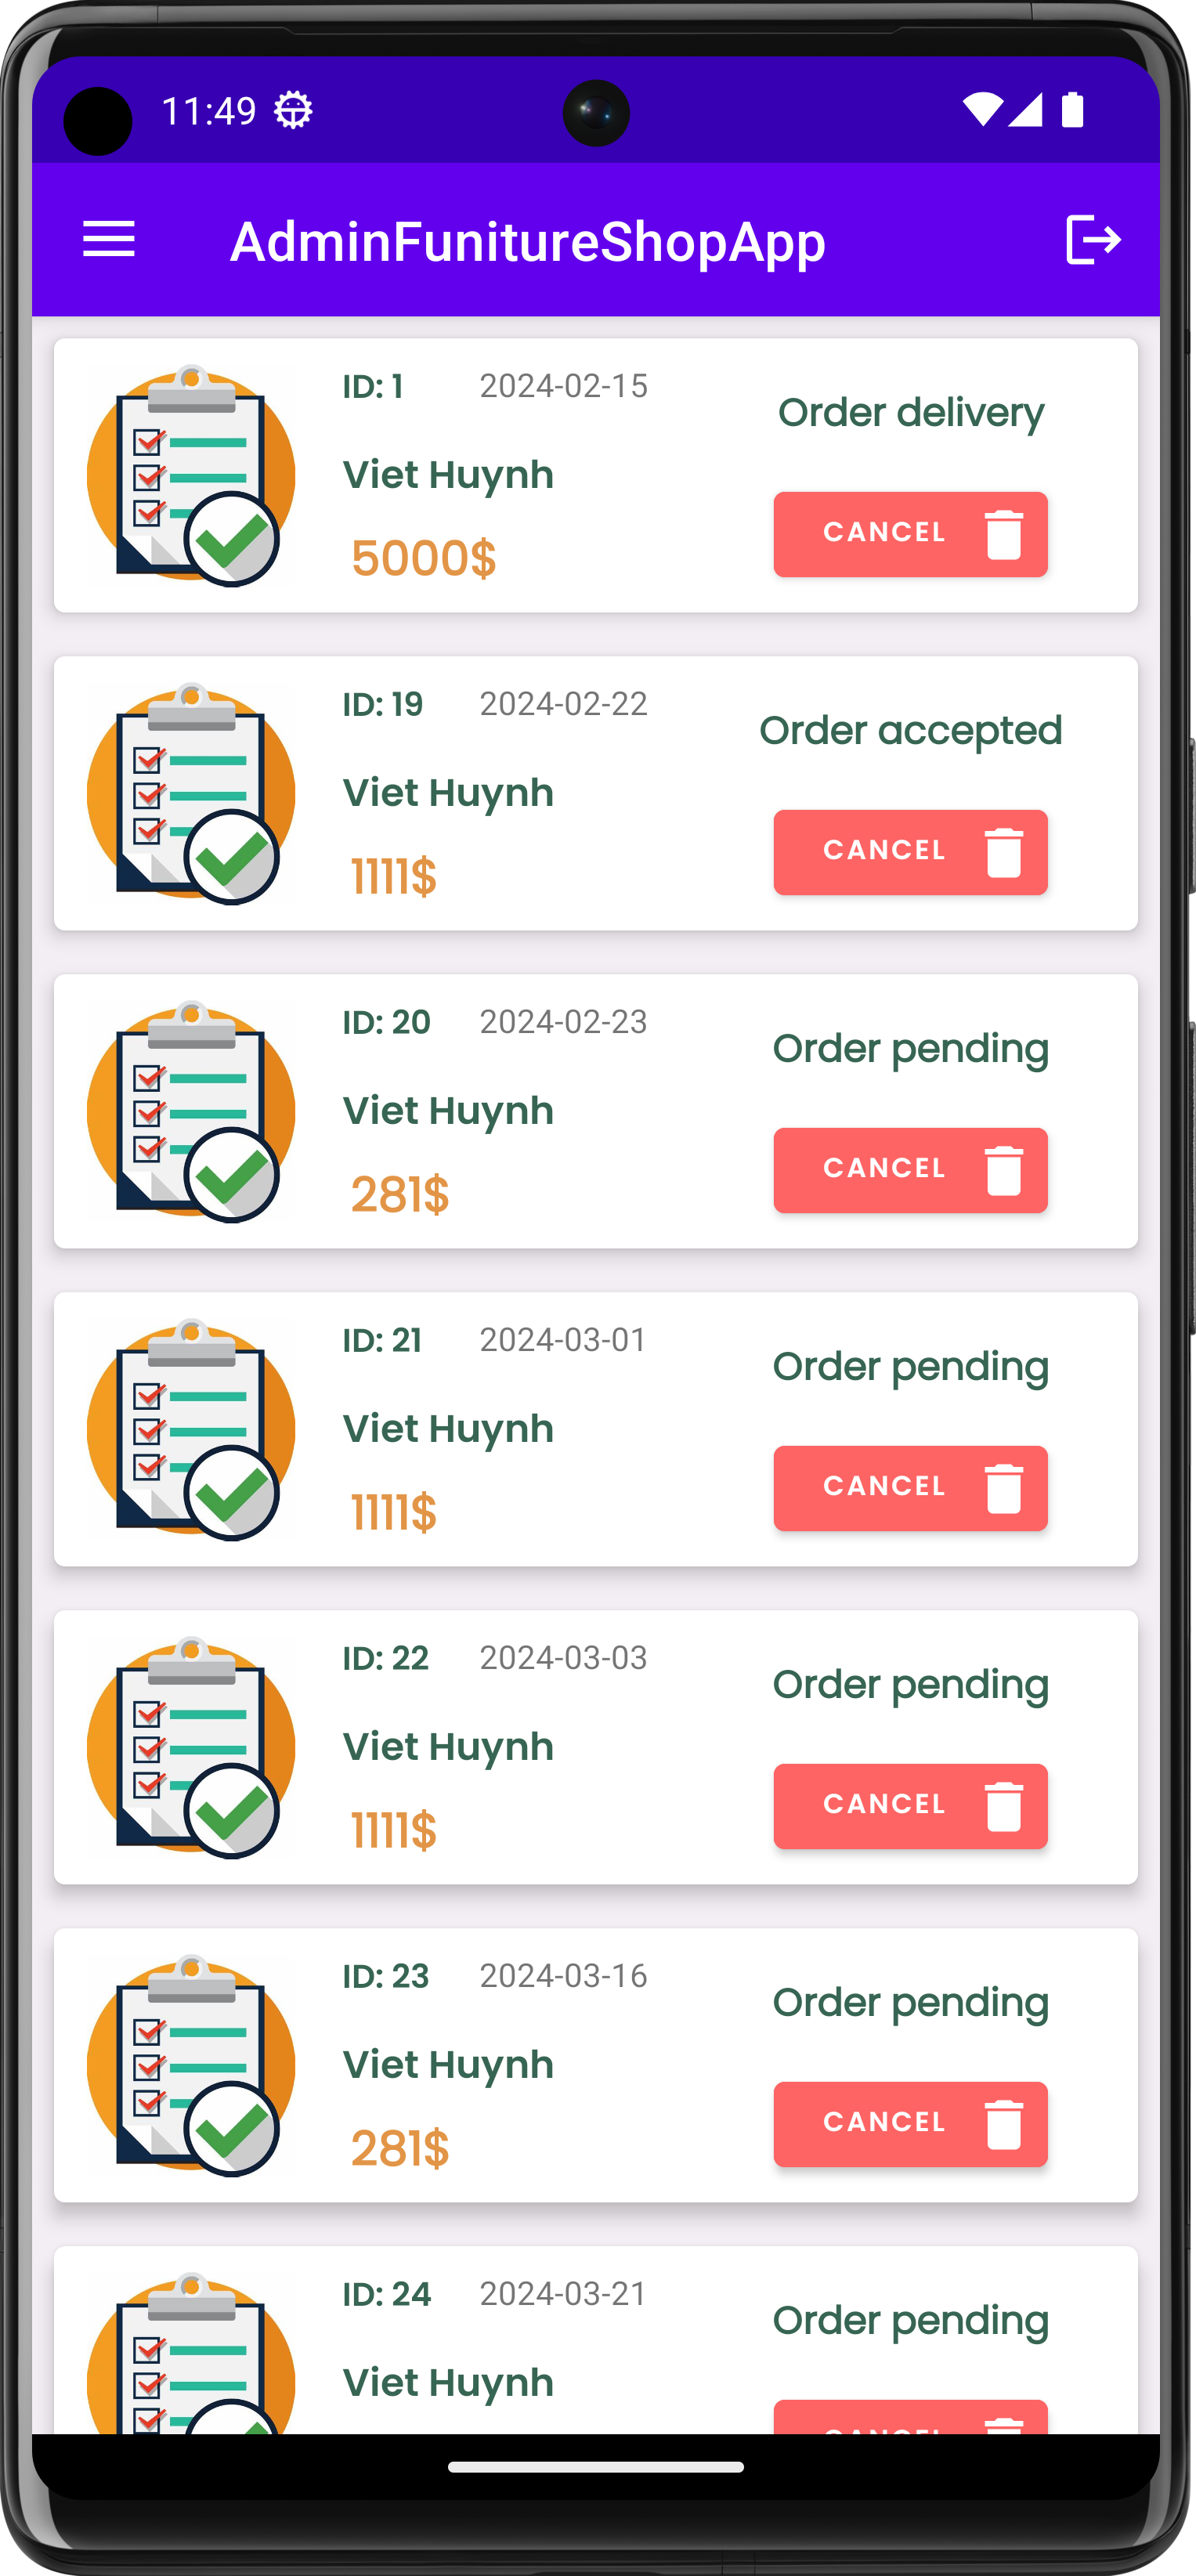 11:49
AdminFunitureShopApp
ID: 1 2024-02-15
Order delivery
Viet Huynh
CANCEL
5000$
ID: 19 2024-02-22
Order accepted
Viet Huynh
CANCEL
1111$
ID: 20 2024-02-23
Order pending
Viet Huynh
CANCEL
281$
ID: 21 2024-03-01
Order pending
Viet Huynh
CANCEL
1111$
ID: 22 2024-03-03
Order pending
Viet Huynh
CANCEL
1111$
ID: 23 2024-03-16
Order pending
Viet Huynh
CANCEL
281$
ID: 24 2024-03-21
Order pending
Viet Huynh